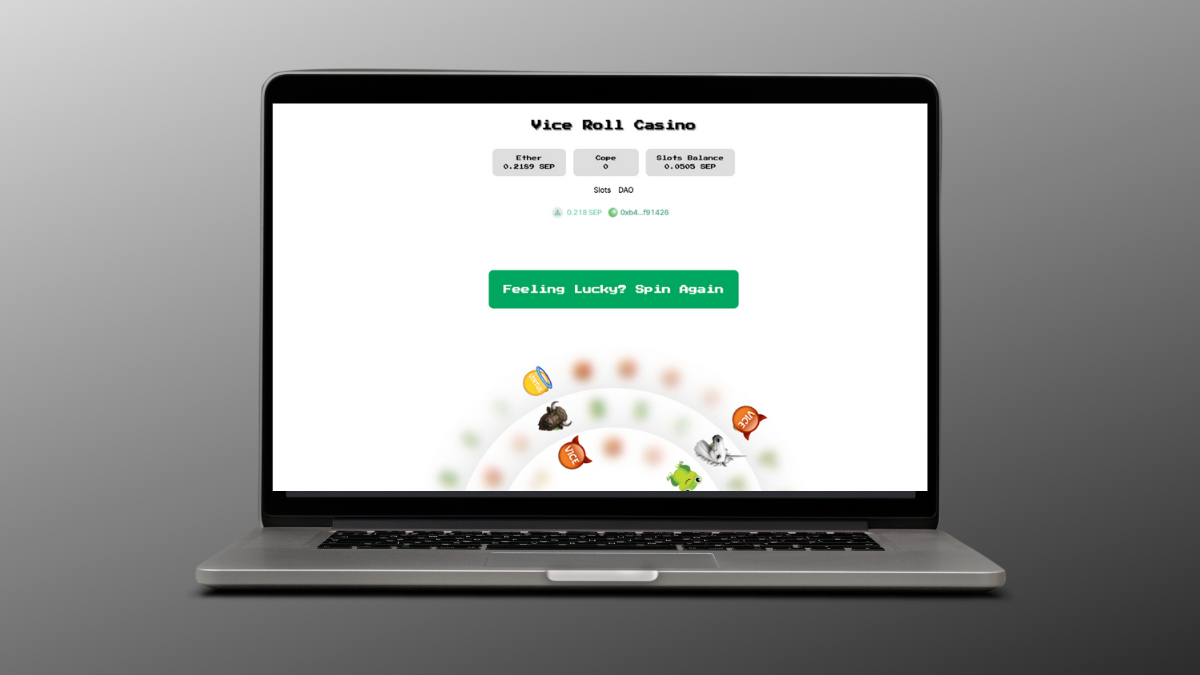 Vice Roll Casino
Ether
0.2189 SEP
Cope
0
Slots Balance
0.0505 SEP
Slots DAO
0.218 SEP 0xb4...f91426
Feeling Lucky? Spin Again
VICE
VICE